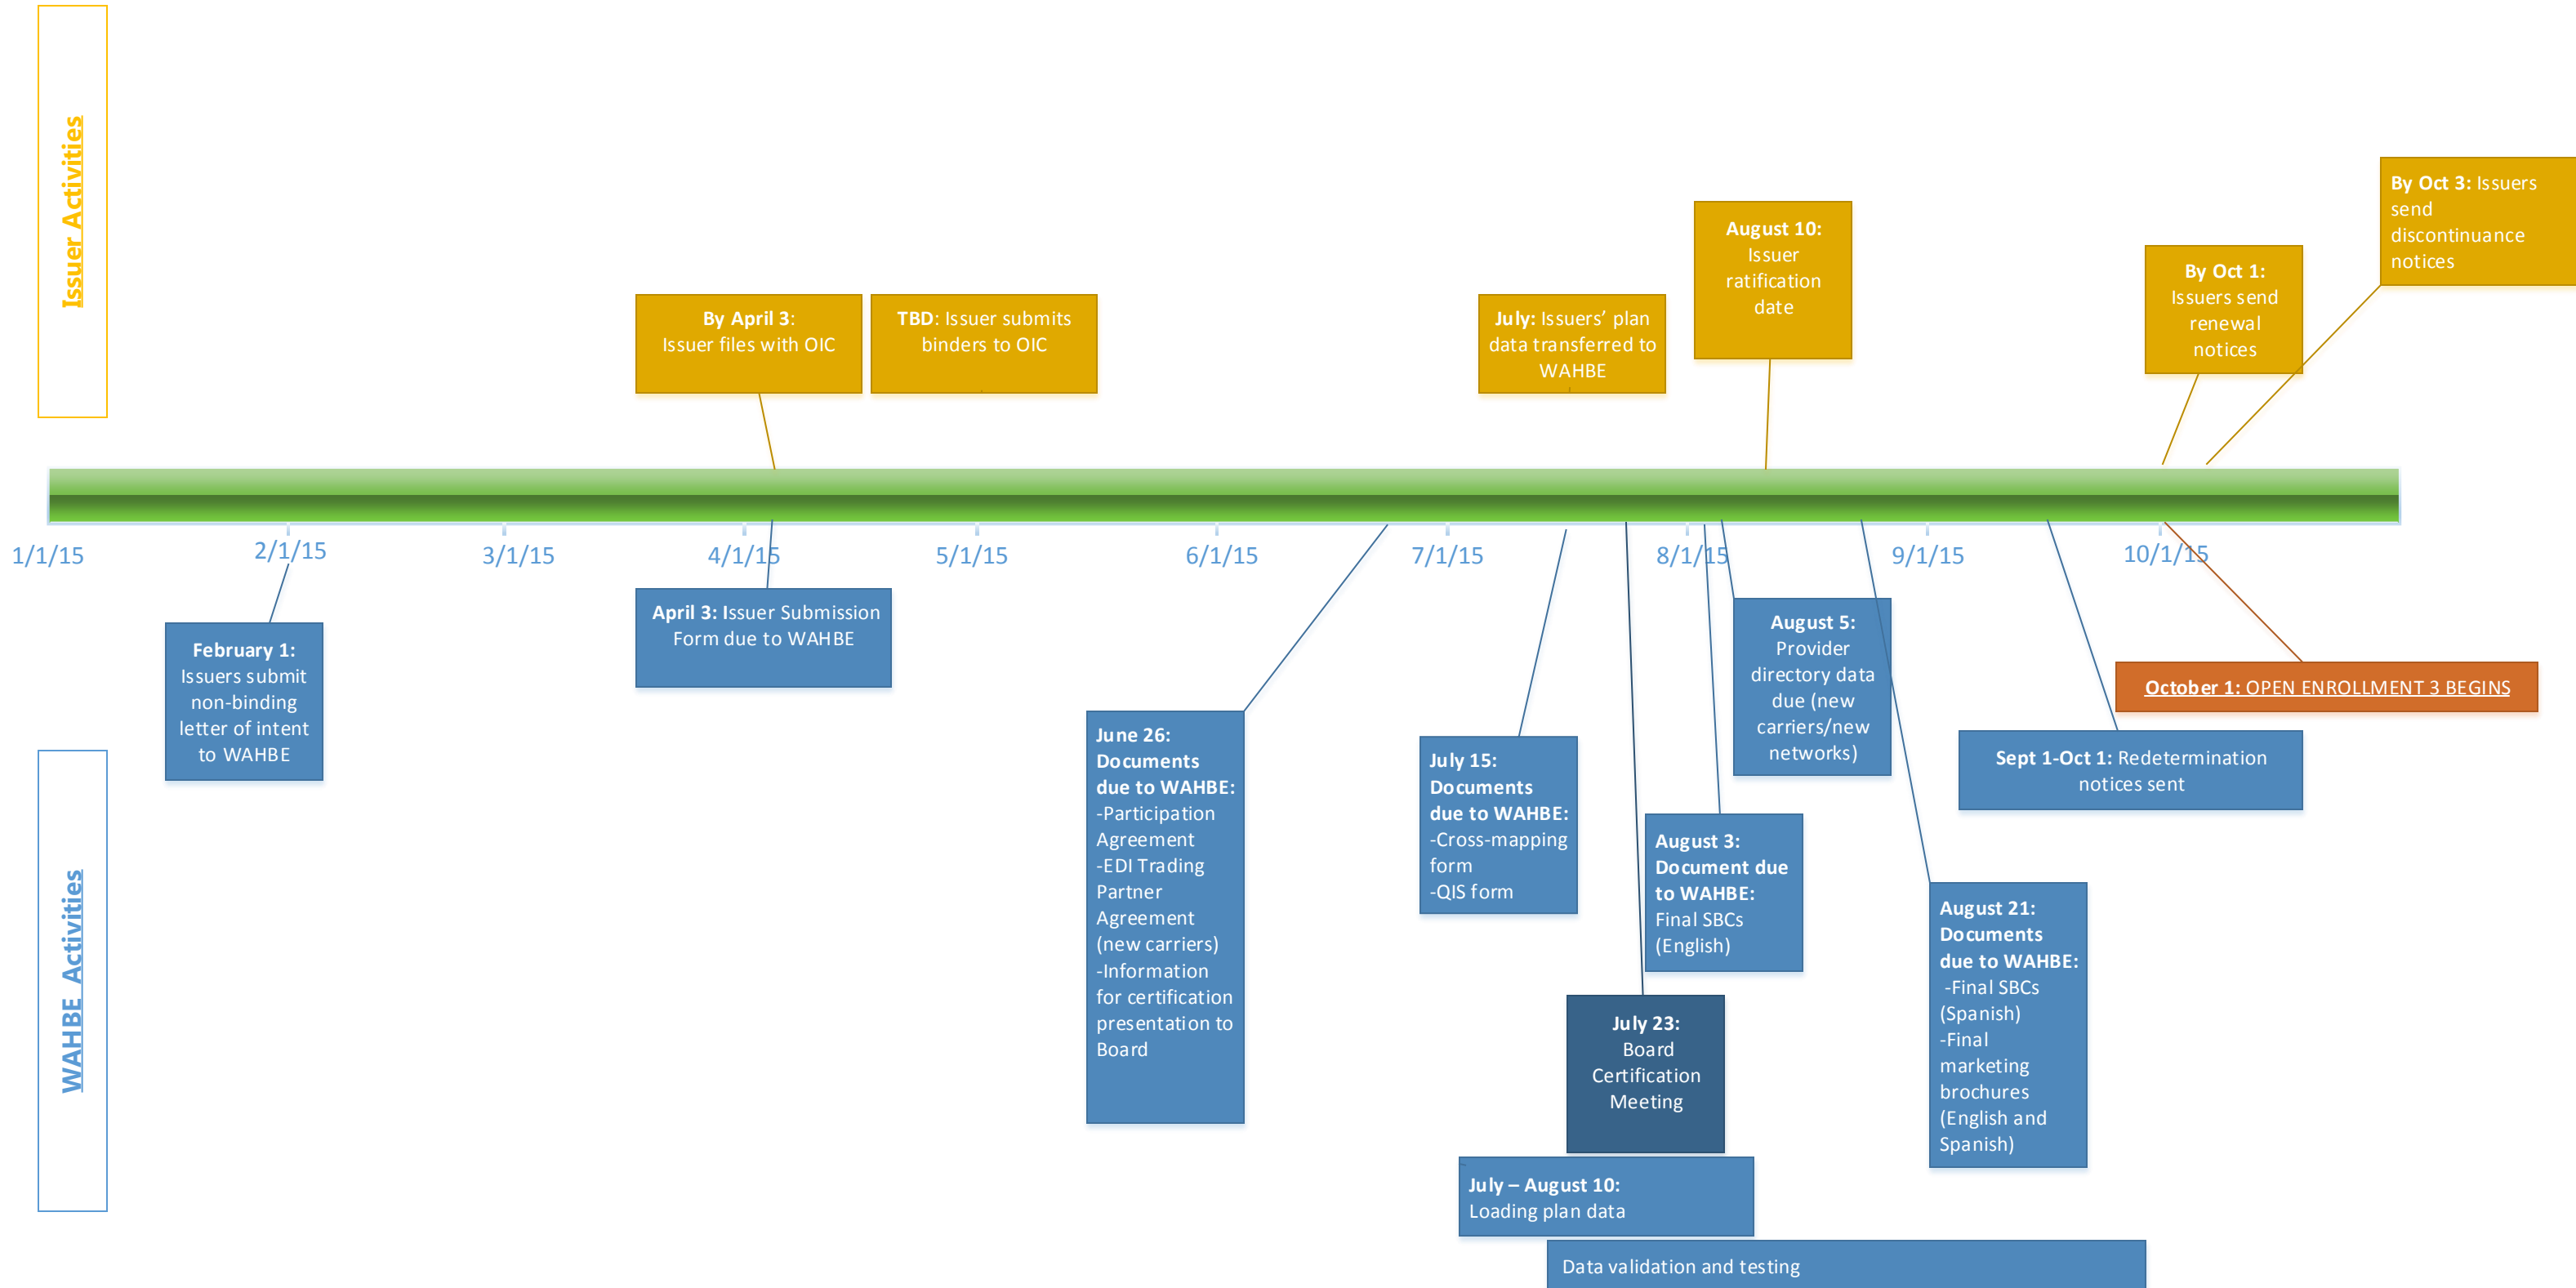 Issuer Activities
By Oct 3: Issuers
send
discontinuance
notices
August 10:
Issuer
ratification
date
By Oct 1:
Issuers send
renewal
notices
By April 3:
Issuer files with OIC
TBD: Issuer submits
binders to OIC
July: Issuers’ plan
data transferred to
WAHBE
1/1/15
2/1/15
3/1/15
4/1/15
5/1/15
6/1/15
7/1/15
8/1/15
9/1/15
10/1/15
WAHBE Activities
February 1:
Issuers submit
non-binding
letter of intent
to WAHBE
April 3: Issuer Submission
Form due to WAHBE
June 26:
Documents
due to WAHBE:
-Participation
Agreement
-EDI Trading
Partner
Agreement
(new carriers)
-Information
for certification
presentation to
Board
July 15:
Documents
due to WAHBE:
-Cross-mapping
form
-QIS form
August 5:
Provider
directory data
due (new
carriers/new
networks)
August 3:
Document due
to WAHBE:
Final SBCs
(English)
October 1: OPEN ENROLLMENT 3 BEGINS
Sept 1-Oct 1: Redetermination
notices sent
August 21:
Documents
due to WAHBE:
-Final SBCs
(Spanish)
-Final
marketing
brochures
(English and
Spanish)
July 23:
Board
Certification
Meeting
July – August 10:
Loading plan data
Data validation and testing